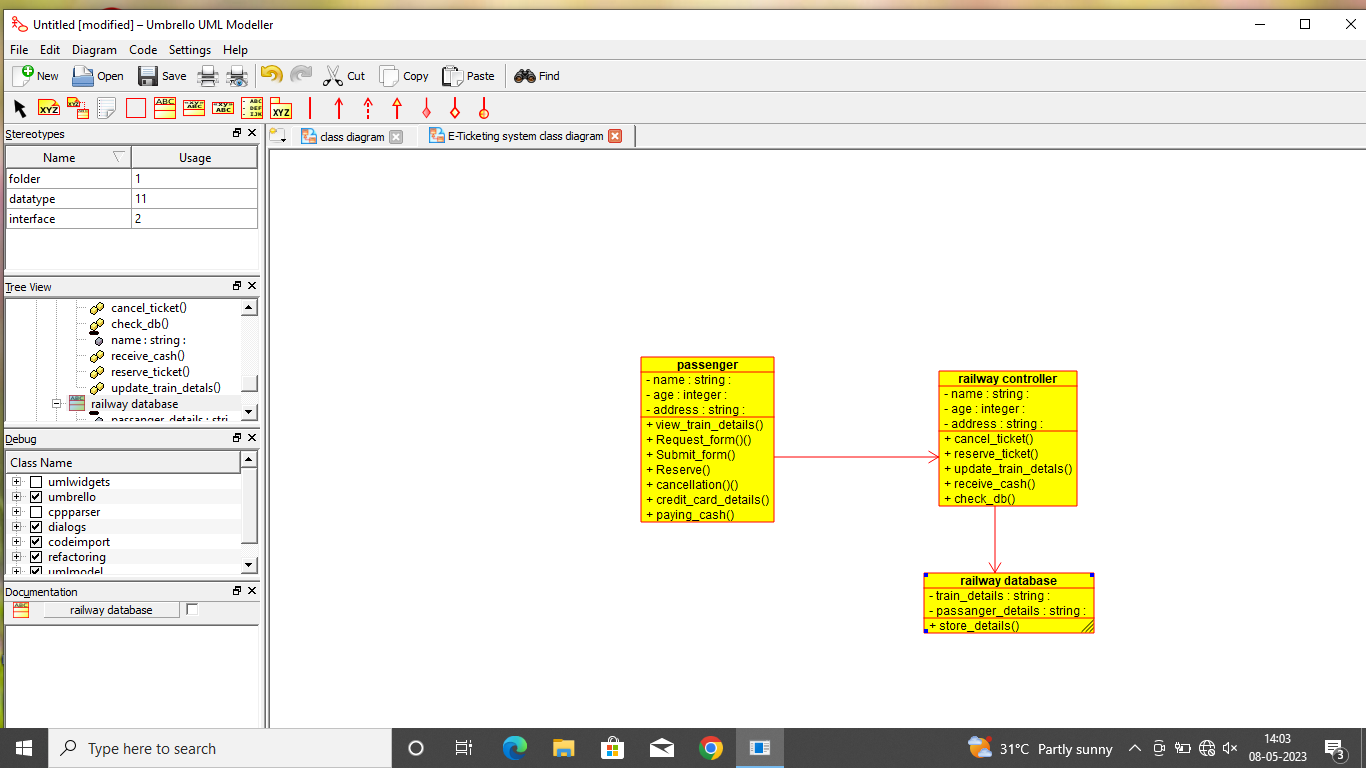 Untitled [modified] – Umbrello UML Modeller
File Edit Diagram Code Settings Help
New Open Save Cut Copy Paste Find
XYZ XYZ ABC ABC ABC ABC DEF IJK XYZ
Stereotypes
Name Usage
folder 1
datatype 11
interface 2
Tree View
cancel_ticket()
check_db()
name : string :
receive_cash()
reserve_ticket()
update_train_detals()
railway database
passanger_details : stri
Debug
Class Name
umlwidgets
umbrello
cppparser
dialogs
codeimport
refactoring
umlmodel
Documentation
railway database
class diagram
E-Ticketing system class diagram
passenger
- name : string :
- age : integer :
- address : string :
+ view_train_details()
+ Request_form()()
+ Submit_form()
+ Reserve()
+ cancellation()()
+ credit_card_details()
+ paying_cash()
railway controller
- name : string :
- age : integer :
- address : string :
+ cancel_ticket()
+ reserve_ticket()
+ update_train_detals()
+ receive_cash()
+ check_db()
railway database
- train_details : string :
- passanger_details : string :
+ store_details()
Type here to search
31°C Partly sunny
14:03
08-05-2023
3